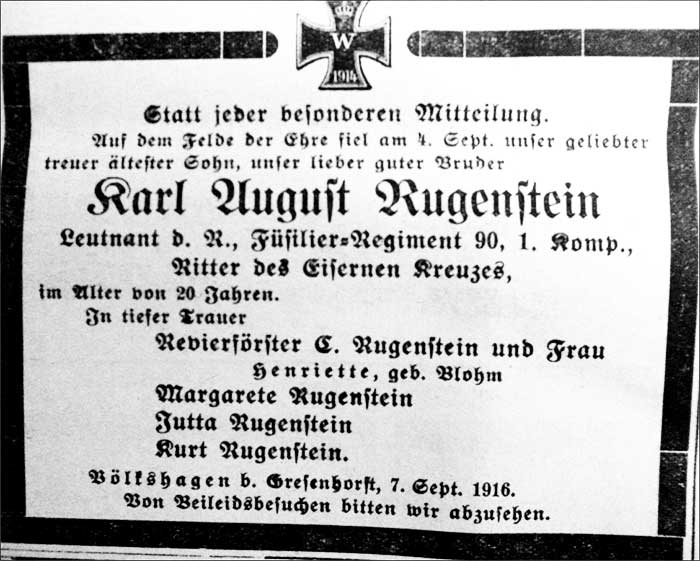 W
1914
Statt jeder besonderen Mitteilung.
Auf dem Felde der Ehre fiel am 4. Sept. unser geliebter
treuer ältester Sohn, unser lieber guter Bruder
Karl August Rugenstein
Leutnant d. R., Füsilier-Regiment 90, 1. Komp.,
Ritter des Eisernen Kreuzes,
im Alter von 20 Jahren.
In tiefer Trauer
Revierförster C. Rugenstein und Frau
Henriette, geb. Blohm
Margarete Rugenstein
Jutta Rugenstein
Kurt Rugenstein.
Völkshagen b. Gresenhorst, 7. Sept. 1916.
Von Beileidsbesuchen bitten wir abzusehen.